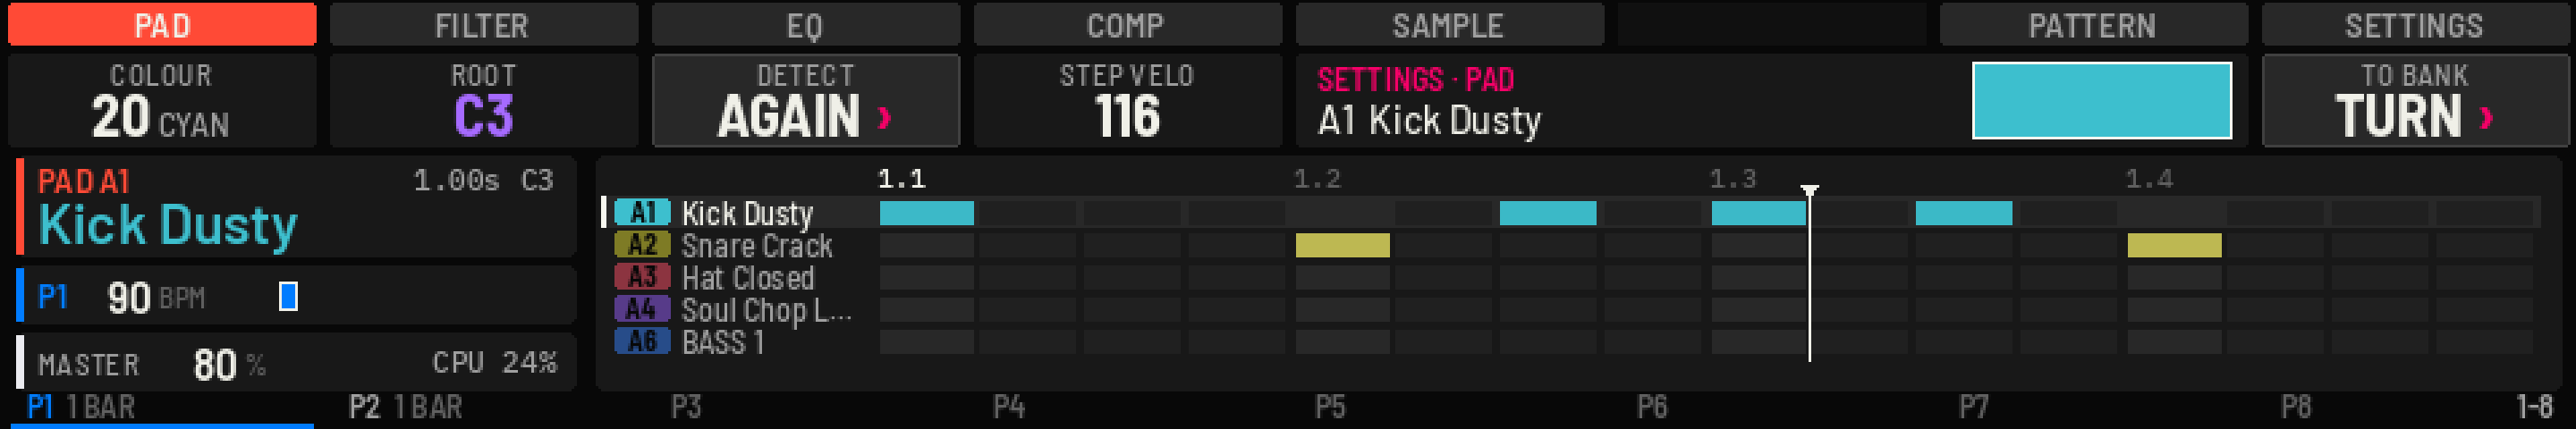 PAD FILTER EQ COMP SAMPLE PATTERN SETTINGS
COLOUR ROOT DETECT STEP VELO SETTINGS · PAD TO BANK
20 CYAN C3 AGAIN › 116 A1 Kick Dusty TURN ›
PAD A1 1.00s C3
Kick Dusty
P1 90 BPM
MASTER 80 % CPU 24%
1.1 1.2 1.3 1.4
A1 Kick Dusty
A2 Snare Crack
A3 Hat Closed
A4 Soul Chop L...
A6 BASS 1
P1 1 BAR P2 1 BAR P3 P4 P5 P6 P7 P8 1-8